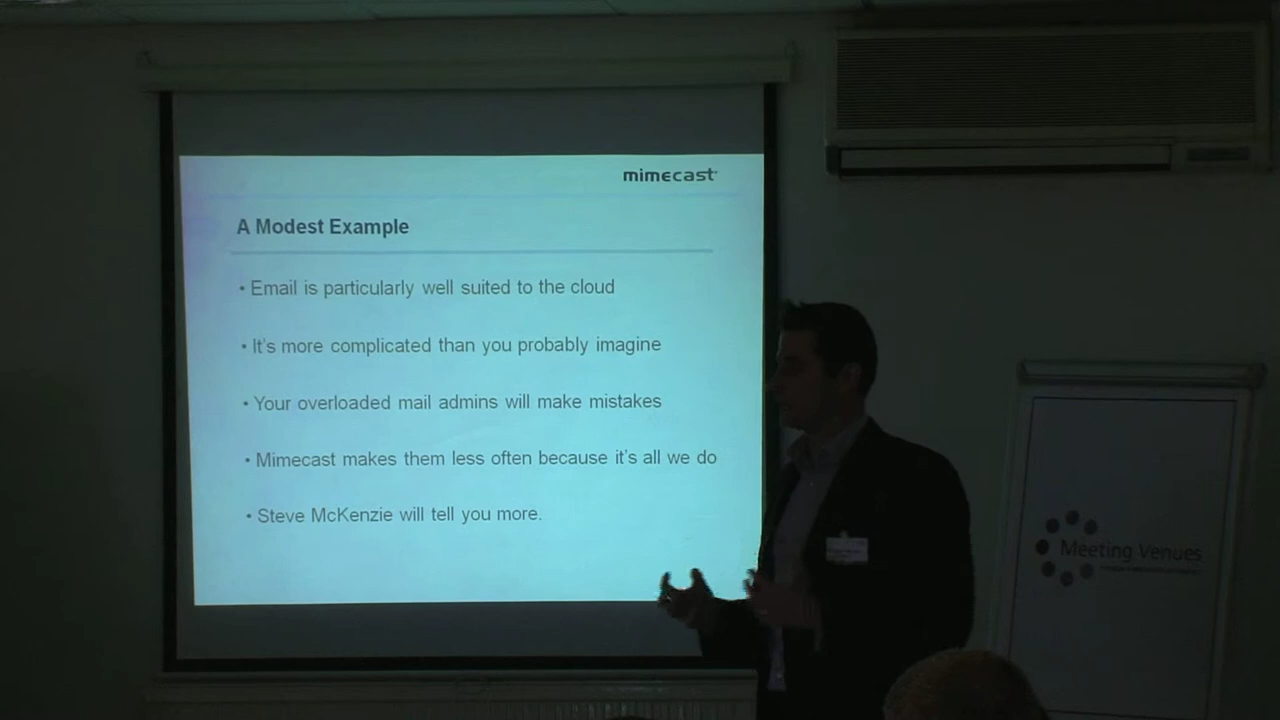 mimecast
A Modest Example
• Email is particularly well suited to the cloud
• It's more complicated than you probably imagine
• Your overloaded mail admins will make mistakes
• Mimecast makes them less often because it's all we do
• Steve McKenzie will tell you more.
Meeting Venues